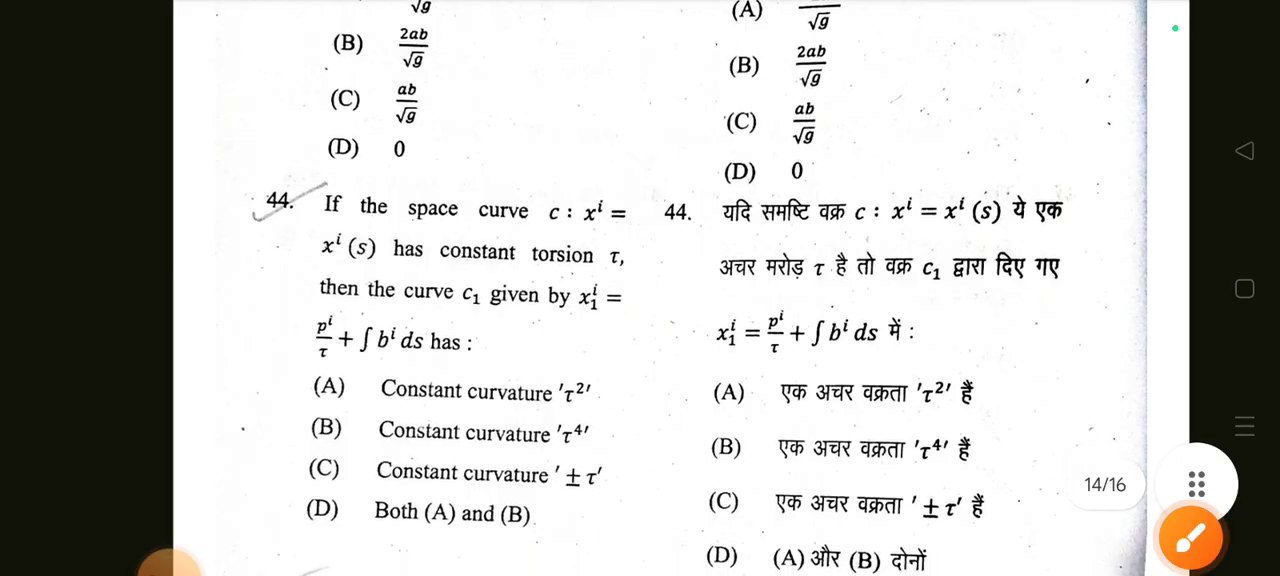 √g
(B) 2ab/√g
(C) ab/√g
(D) 0
44. If the space curve c : xⁱ =
xⁱ (s) has constant torsion τ,
then the curve c₁ given by x₁ⁱ =
pⁱ/τ + ∫ bⁱ ds has :
(A) Constant curvature 'τ²'
(B) Constant curvature 'τ⁴'
(C) Constant curvature '± τ'
(D) Both (A) and (B)
(A) √g
(B) 2ab/√g
(C) ab/√g
(D) 0
44. यदि समष्टि वक्र c : xⁱ = xⁱ (s) ये एक
अचर मरोड़ τ है तो वक्र c₁ द्वारा दिए गए
x₁ⁱ = pⁱ/τ + ∫ bⁱ ds में :
(A) एक अचर वक्रता 'τ²' हैं
(B) एक अचर वक्रता 'τ⁴' हैं
(C) एक अचर वक्रता '± τ' हैं
(D) (A) और (B) दोनों
14/16